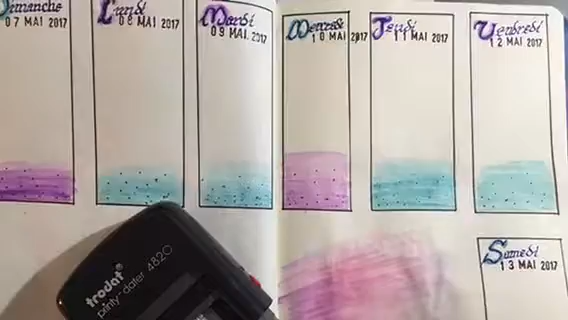 Dimanche
07 MAI 2017
Lundi
08 MAI 2017
Mardi
09 MAI 2017
Mercredi
10 MAI 2017
Jeudi
11 MAI 2017
Vendredi
12 MAI 2017
Samedi
13 MAI 2017
trodat
printy-dater 4820